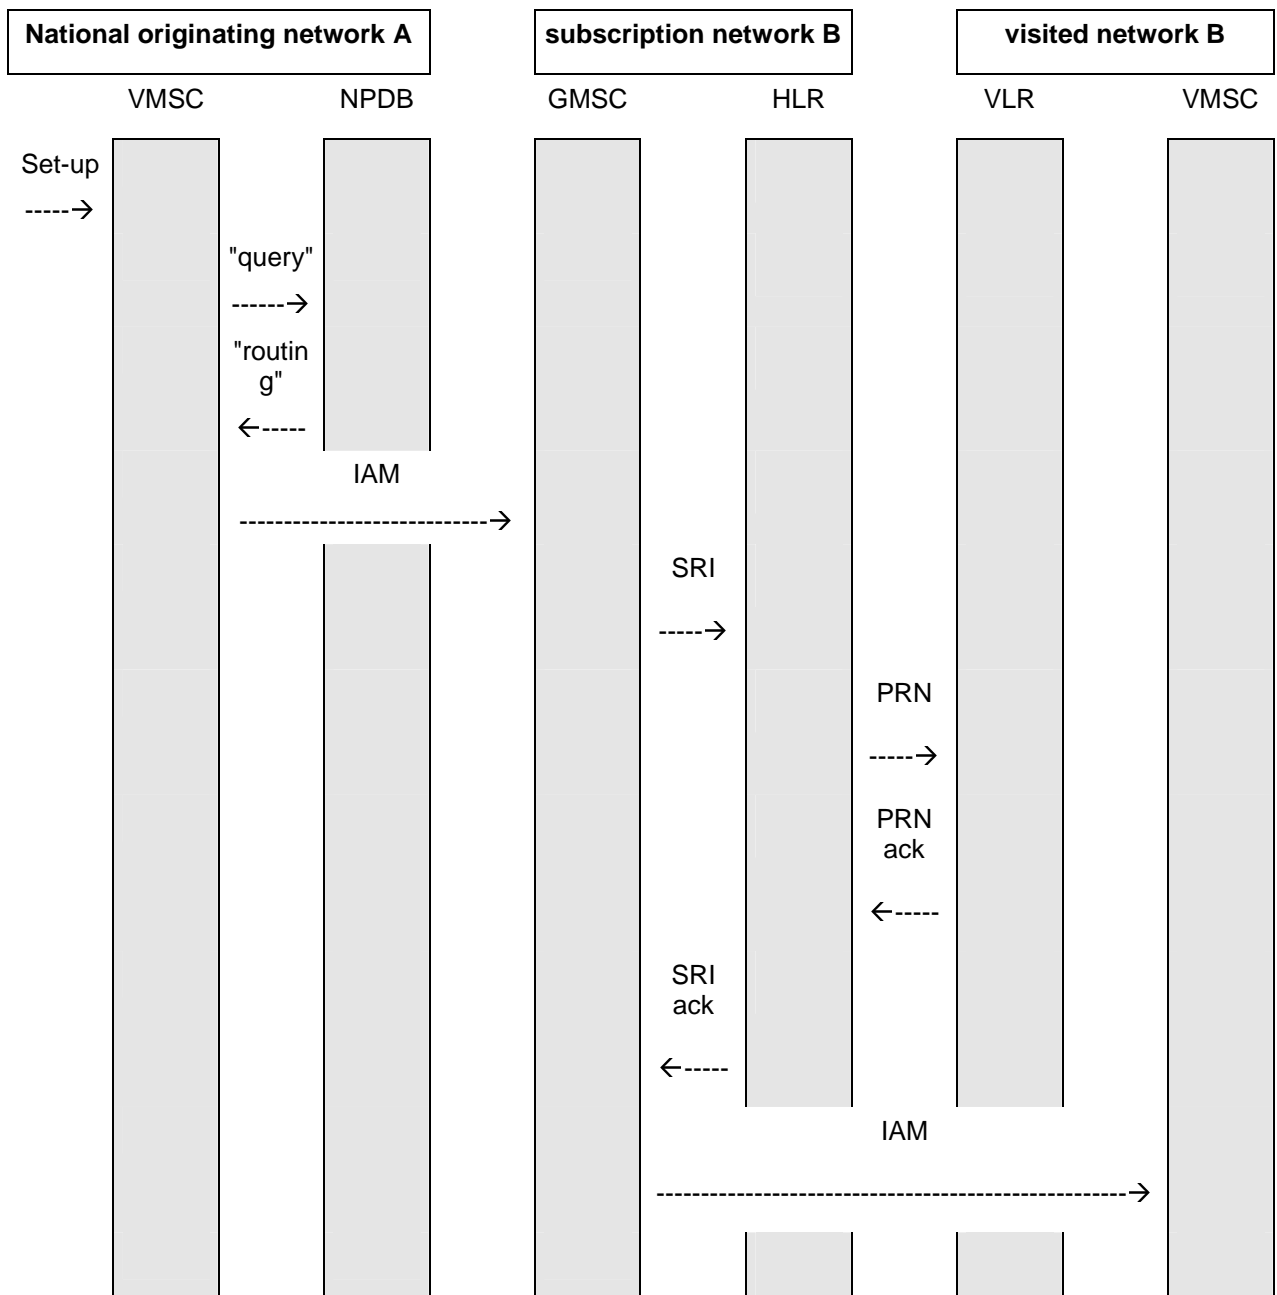 National originating network A
subscription network B
visited network B
VMSC
NPDB
GMSC
HLR
VLR
VMSC
Set-up
----->
"query"
------>
"routin
g"
<-----
IAM
---------------------------->
SRI
----->
PRN
----->
PRN
ack
<-----
SRI
ack
<-----
IAM
----------------------------------------------------->